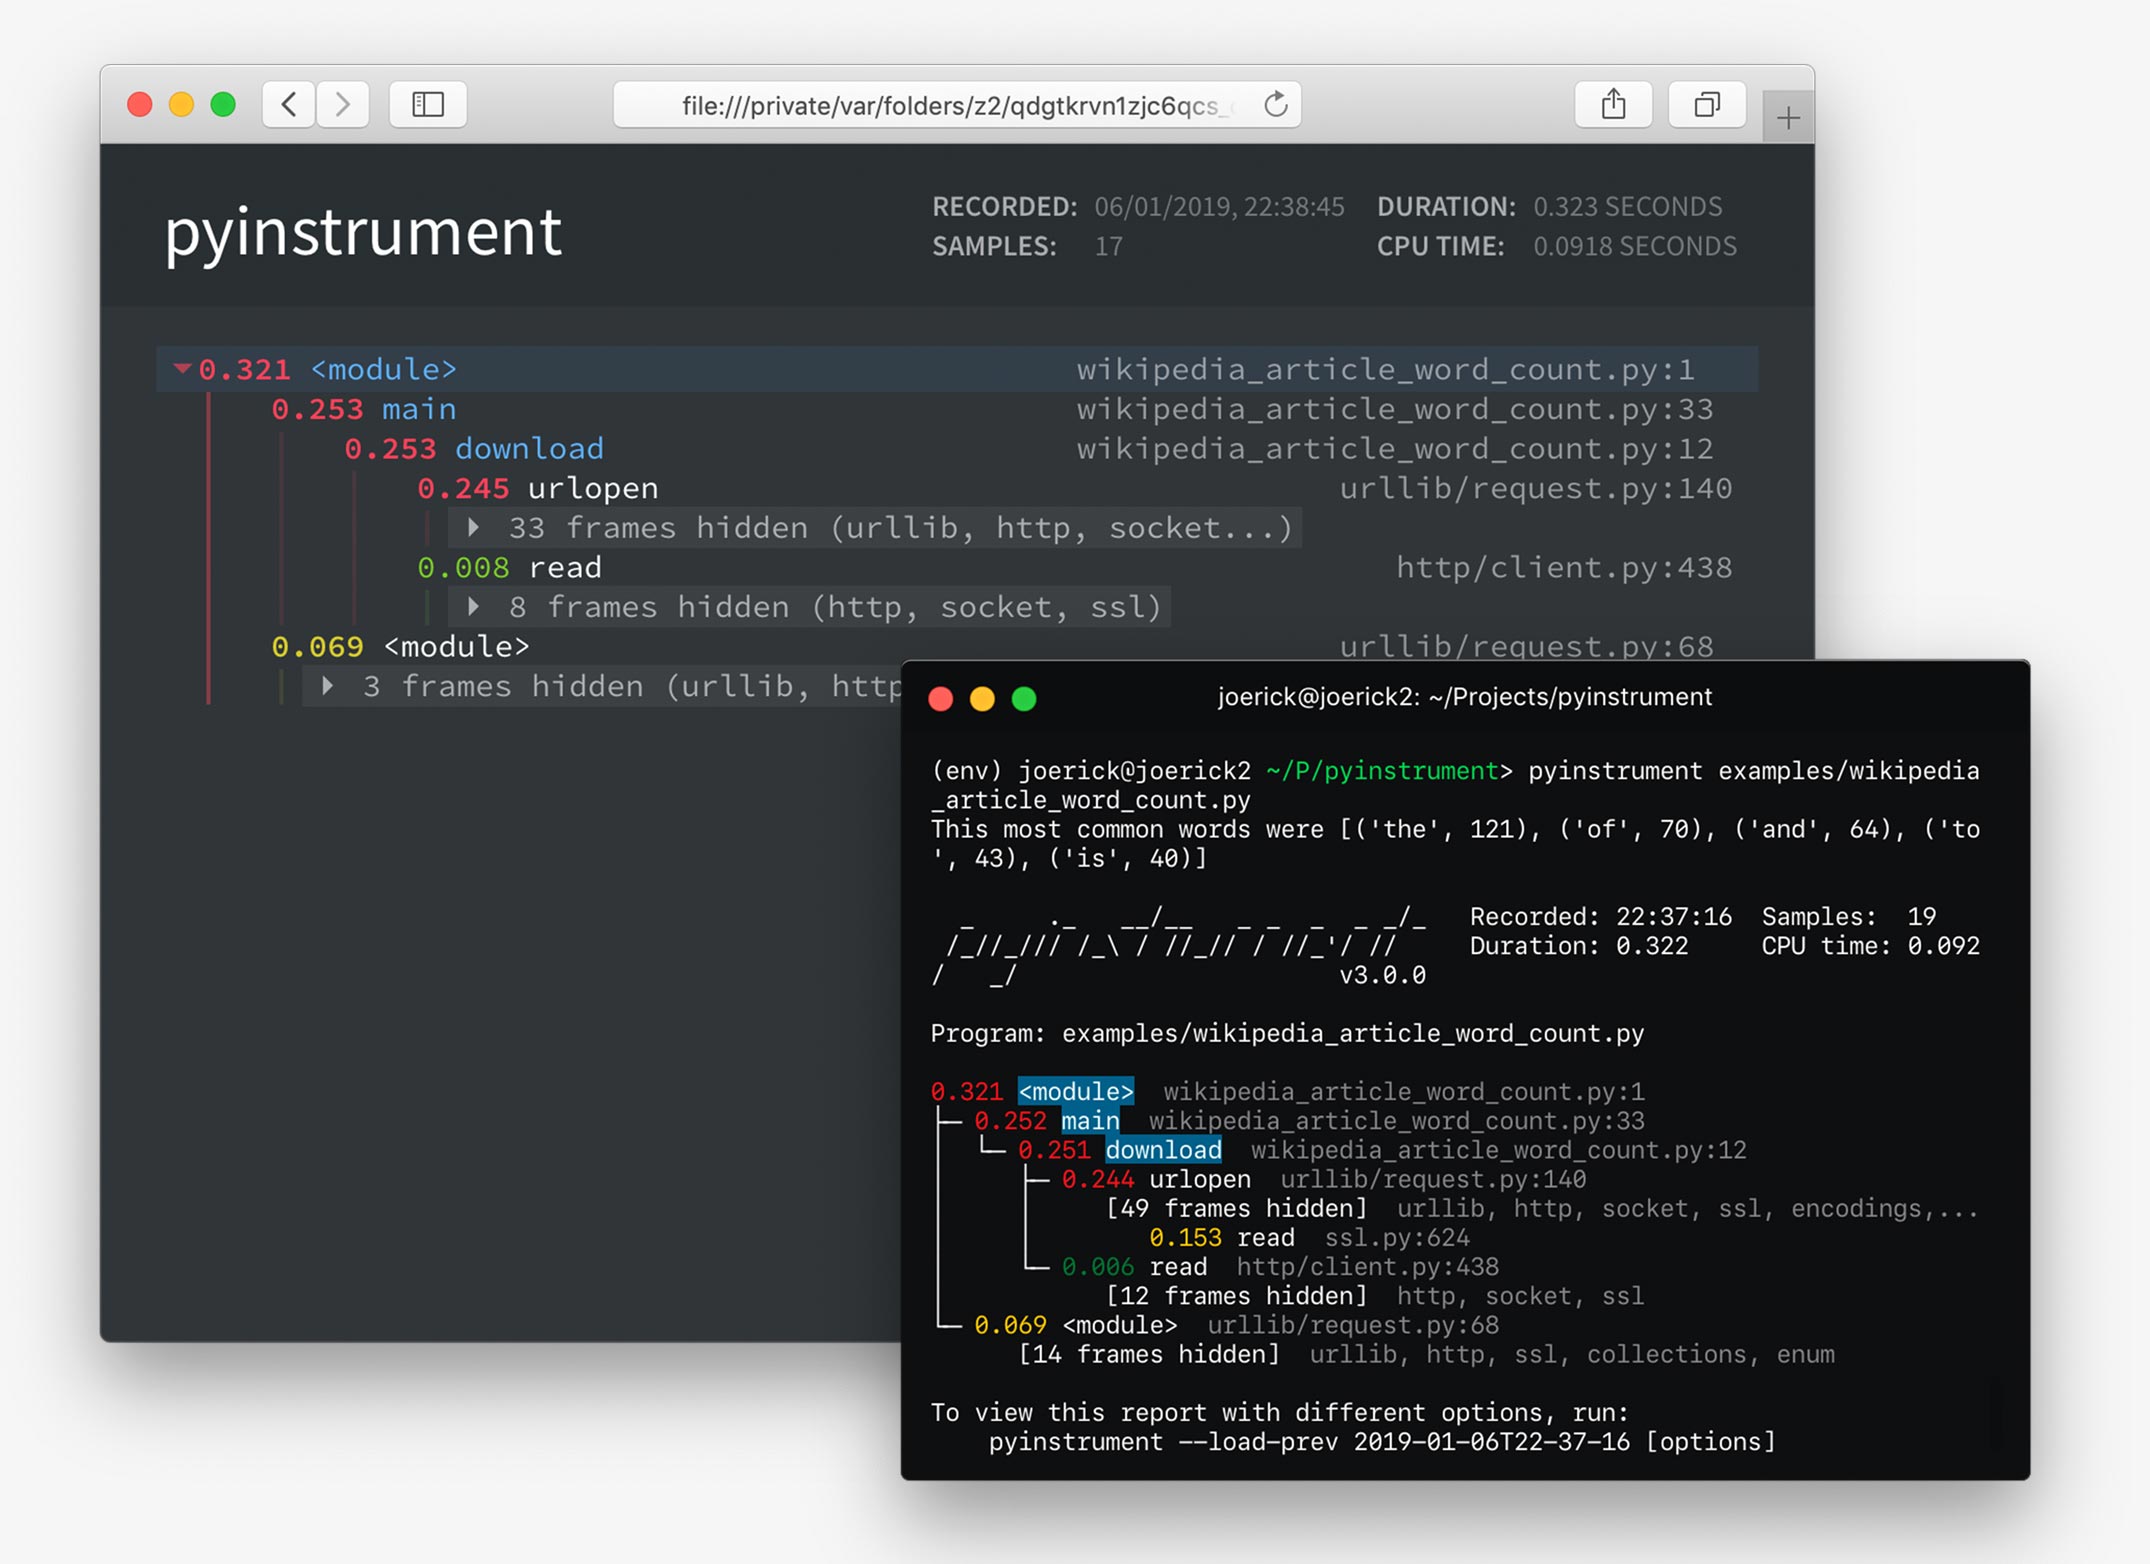 file:///private/var/folders/z2/qdgtkrvn1zjc6qcs_
pyinstrument
RECORDED: 06/01/2019, 22:38:45 DURATION: 0.323 SECONDS
SAMPLES: 17 CPU TIME: 0.0918 SECONDS
0.321 <module> wikipedia_article_word_count.py:1
0.253 main wikipedia_article_word_count.py:33
0.253 download wikipedia_article_word_count.py:12
0.245 urlopen urllib/request.py:140
33 frames hidden (urllib, http, socket...)
0.008 read http/client.py:438
8 frames hidden (http, socket, ssl)
0.069 <module> urllib/request.py:68
3 frames hidden (urllib, http
joerick@joerick2: ~/Projects/pyinstrument
(env) joerick@joerick2 ~/P/pyinstrument> pyinstrument examples/wikipedia
_article_word_count.py
This most common words were [('the', 121), ('of', 70), ('and', 64), ('to
', 43), ('is', 40)]
  _     ._   __/__   _ _  _  _ _/_   Recorded: 22:37:16  Samples:  19
 /_//_/// /_\ / //_// / //_'/ //     Duration: 0.322     CPU time: 0.092
/   _/                      v3.0.0
Program: examples/wikipedia_article_word_count.py
0.321 <module>  wikipedia_article_word_count.py:1
├─ 0.252 main  wikipedia_article_word_count.py:33
│  └─ 0.251 download  wikipedia_article_word_count.py:12
│     ├─ 0.244 urlopen  urllib/request.py:140
│     │     [49 frames hidden]  urllib, http, socket, ssl, encodings,...
│     │        0.153 read  ssl.py:624
│     └─ 0.006 read  http/client.py:438
│           [12 frames hidden]  http, socket, ssl
└─ 0.069 <module>  urllib/request.py:68
      [14 frames hidden]  urllib, http, ssl, collections, enum
To view this report with different options, run:
    pyinstrument --load-prev 2019-01-06T22-37-16 [options]